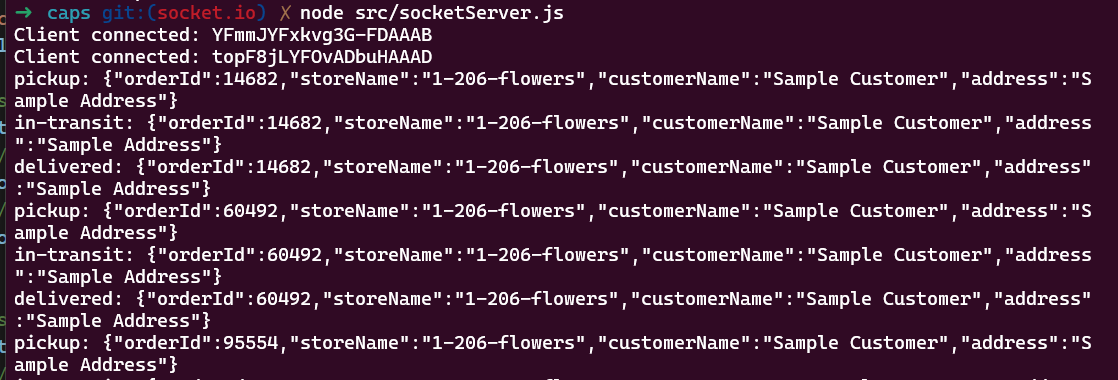 ➜ caps git:(socket.io) ✗ node src/socketServer.js
Client connected: YFmmJYFxkvg3G-FDAAAB
Client connected: topF8jLYFOvADbuHAAAD
pickup: {"orderId":14682,"storeName":"1-206-flowers","customerName":"Sample Customer","address":"S
ample Address"}
in-transit: {"orderId":14682,"storeName":"1-206-flowers","customerName":"Sample Customer","address
":"Sample Address"}
delivered: {"orderId":14682,"storeName":"1-206-flowers","customerName":"Sample Customer","address"
:"Sample Address"}
pickup: {"orderId":60492,"storeName":"1-206-flowers","customerName":"Sample Customer","address":"S
ample Address"}
in-transit: {"orderId":60492,"storeName":"1-206-flowers","customerName":"Sample Customer","address
":"Sample Address"}
delivered: {"orderId":60492,"storeName":"1-206-flowers","customerName":"Sample Customer","address"
:"Sample Address"}
pickup: {"orderId":95554,"storeName":"1-206-flowers","customerName":"Sample Customer","address":"S
ample Address"}